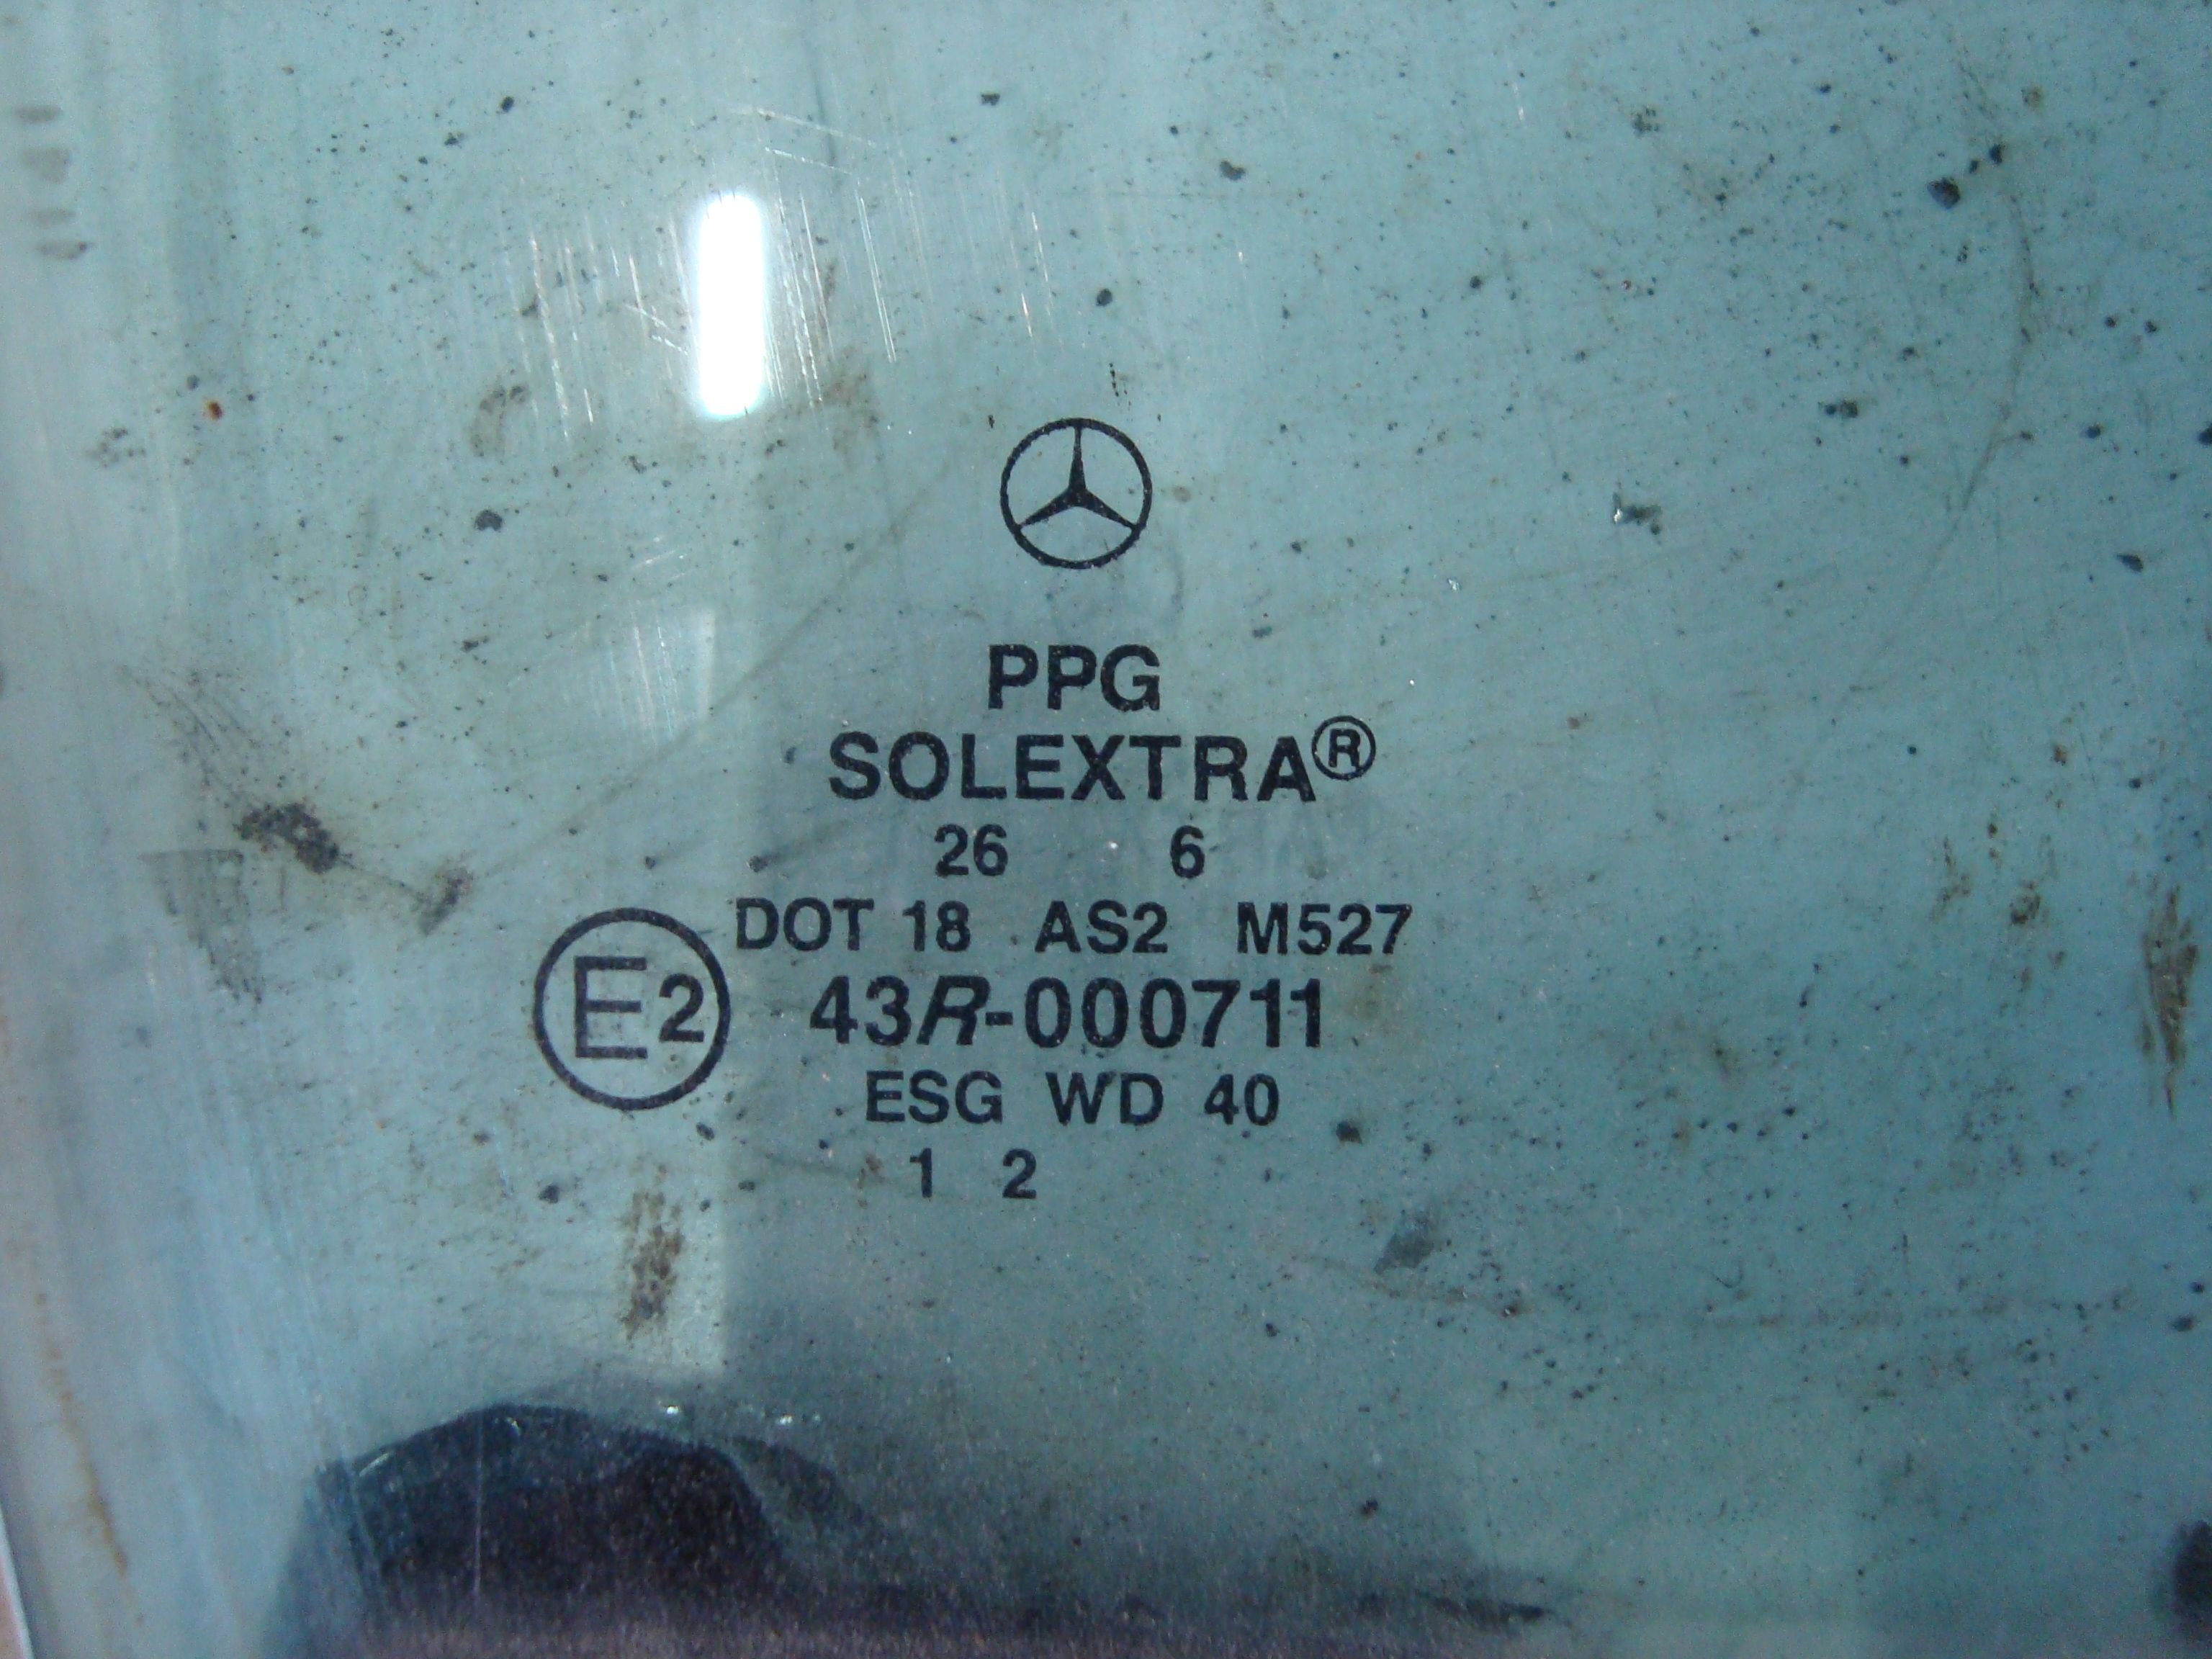 PPG
SOLEXTRA®
26 6
DOT 18 AS2 M527
E2 43R-000711
ESG WD 40
1 2